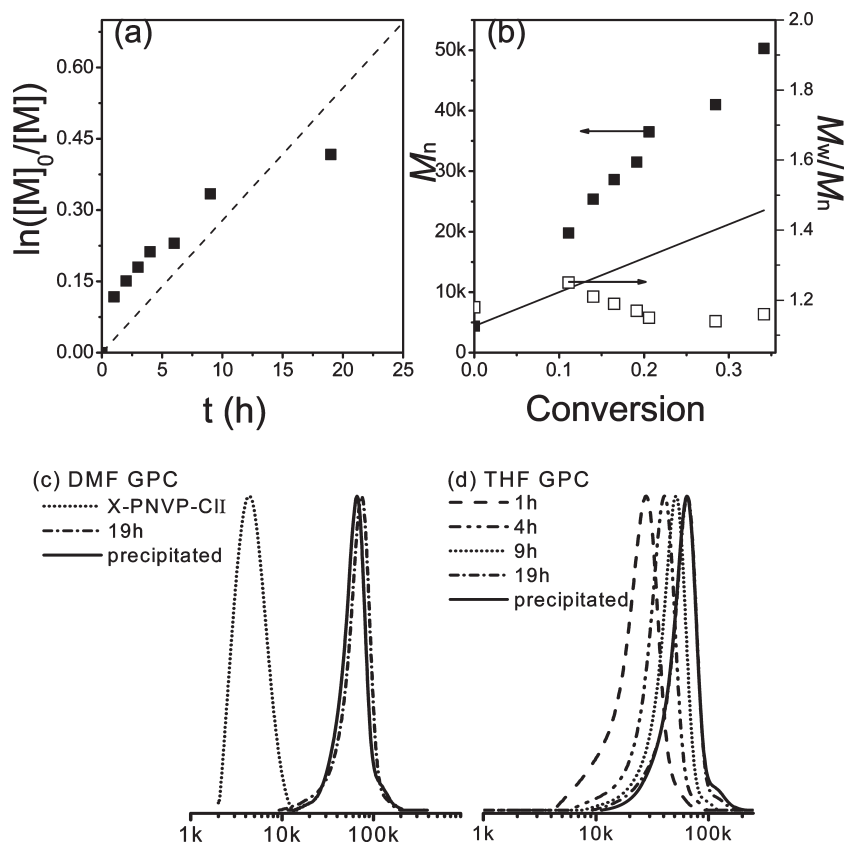 (a)
ln([M]0/[M])
0.60
0.45
0.30
0.15
0.00
0 5 10 15 20 25
t (h)
(b)
Mn
50k
40k
30k
20k
10k
0
2.0
1.8
1.6
1.4
1.2
Mw/Mn
0.0 0.1 0.2 0.3
Conversion
(c) DMF GPC
X-PNVP-ClI
19h
precipitated
1k 10k 100k
(d) THF GPC
1h
4h
9h
19h
precipitated
1k 10k 100k